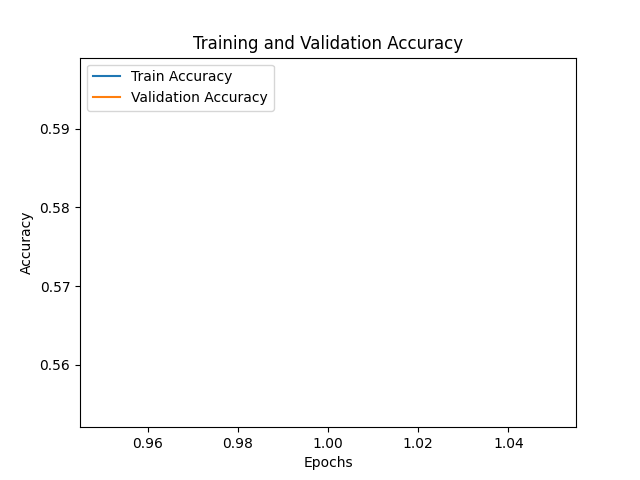 Training and Validation Accuracy
Train Accuracy
Validation Accuracy
0.59
0.58
0.57
0.56
Accuracy
0.96 0.98 1.00 1.02 1.04
Epochs